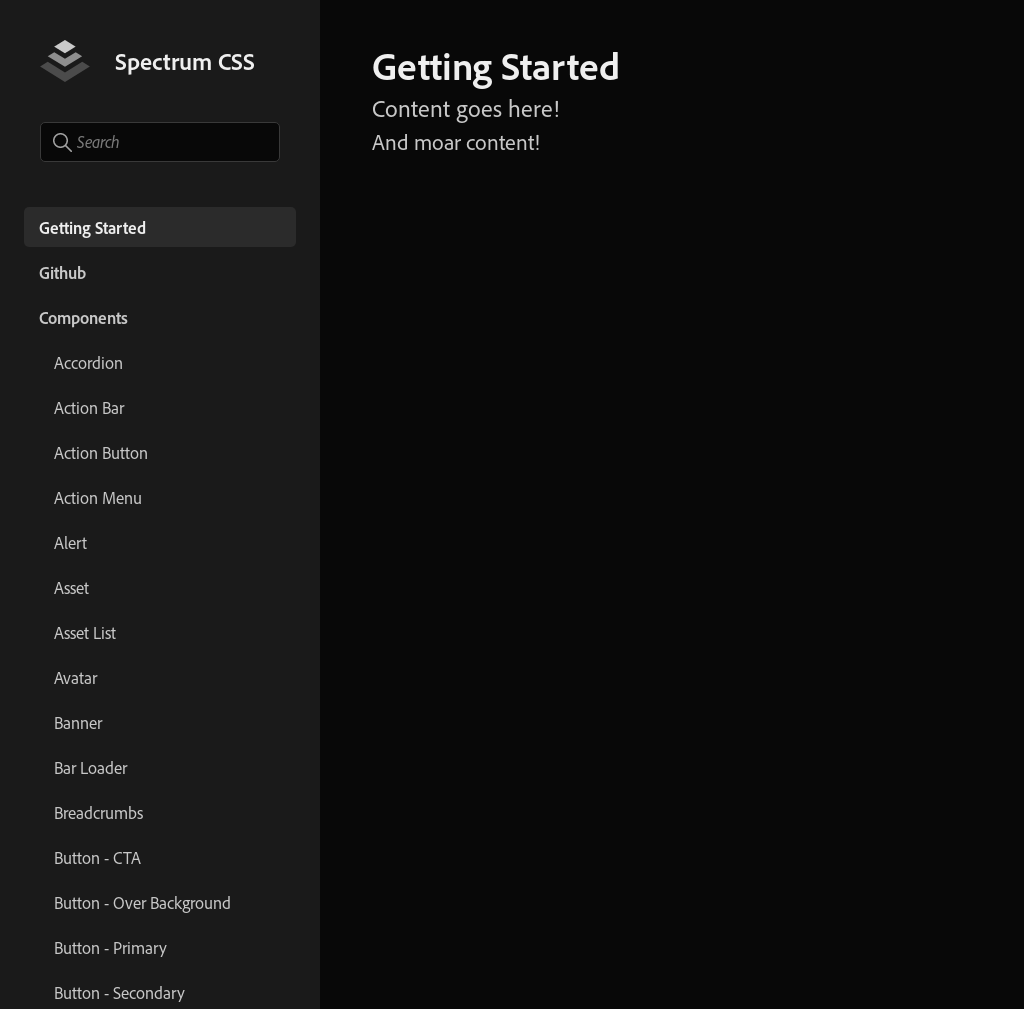 Spectrum CSS
Search
Getting Started
Github
Components
Accordion
Action Bar
Action Button
Action Menu
Alert
Asset
Asset List
Avatar
Banner
Bar Loader
Breadcrumbs
Button - CTA
Button - Over Background
Button - Primary
Button - Secondary
Getting Started
Content goes here!
And moar content!